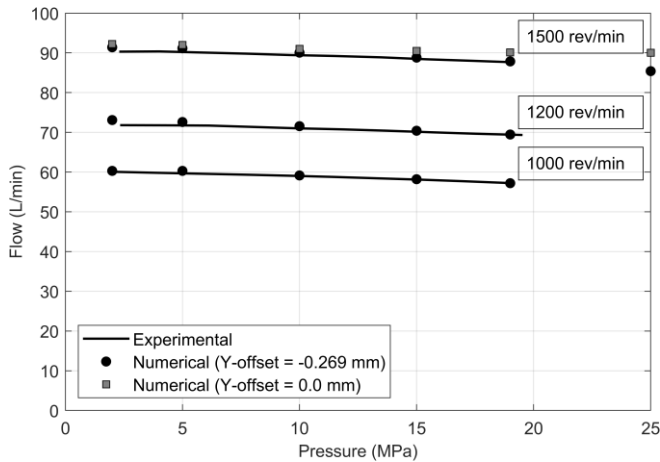 100
90
80
70
60
50
40
30
20
10
0
Flow (L/min)
1500 rev/min
1200 rev/min
1000 rev/min
Experimental
Numerical (Y-offset = -0.269 mm)
Numerical (Y-offset = 0.0 mm)
0 5 10 15 20 25
Pressure (MPa)